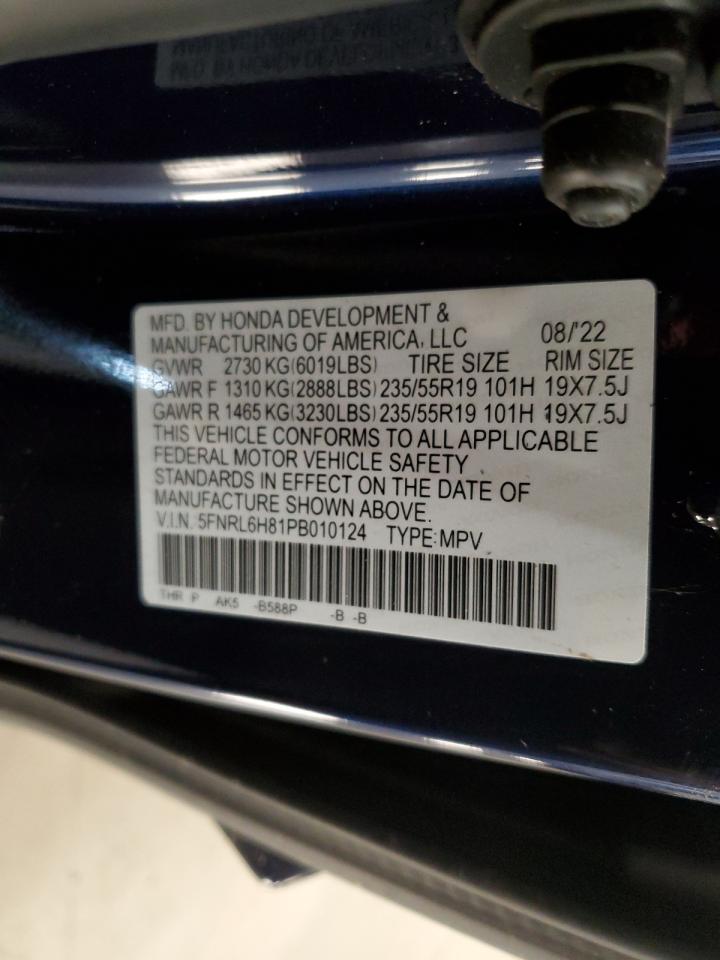 MFD. BY HONDA DEVELOPMENT &
MANUFACTURING OF AMERICA, LLC 08/'22
GVWR 2730 KG(6019LBS) TIRE SIZE RIM SIZE
GAWR F 1310 KG(2888LBS) 235/55R19 101H 19X7.5J
GAWR R 1465 KG(3230LBS) 235/55R19 101H 19X7.5J
THIS VEHICLE CONFORMS TO ALL APPLICABLE
FEDERAL MOTOR VEHICLE SAFETY
STANDARDS IN EFFECT ON THE DATE OF
MANUFACTURE SHOWN ABOVE.
V.I.N. 5FNRL6H81PB010124 TYPE:MPV
THR P AK5 -B588P -B -B